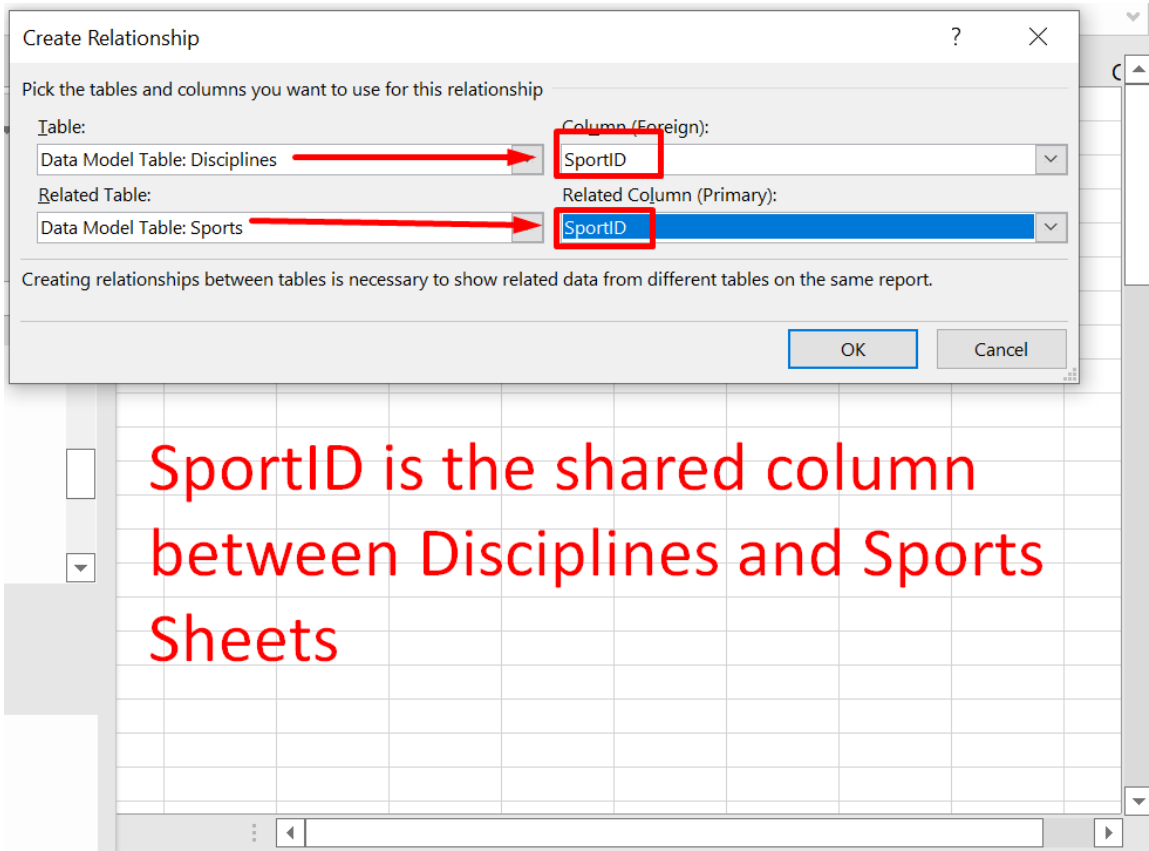 Create Relationship ?
Pick the tables and columns you want to use for this relationship
Table: Column (Foreign):
Data Model Table: Disciplines SportID
Related Table: Related Column (Primary):
Data Model Table: Sports SportID
Creating relationships between tables is necessary to show related data from different tables on the same report.
OK Cancel
SportID is the shared column
between Disciplines and Sports
Sheets